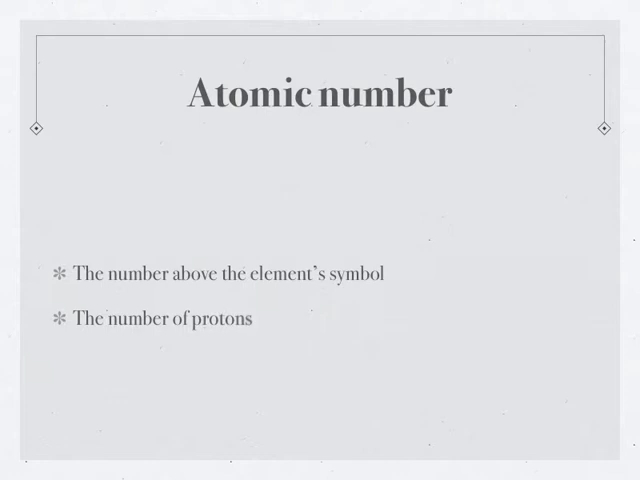 Atomic number
The number above the element's symbol
The number of protons